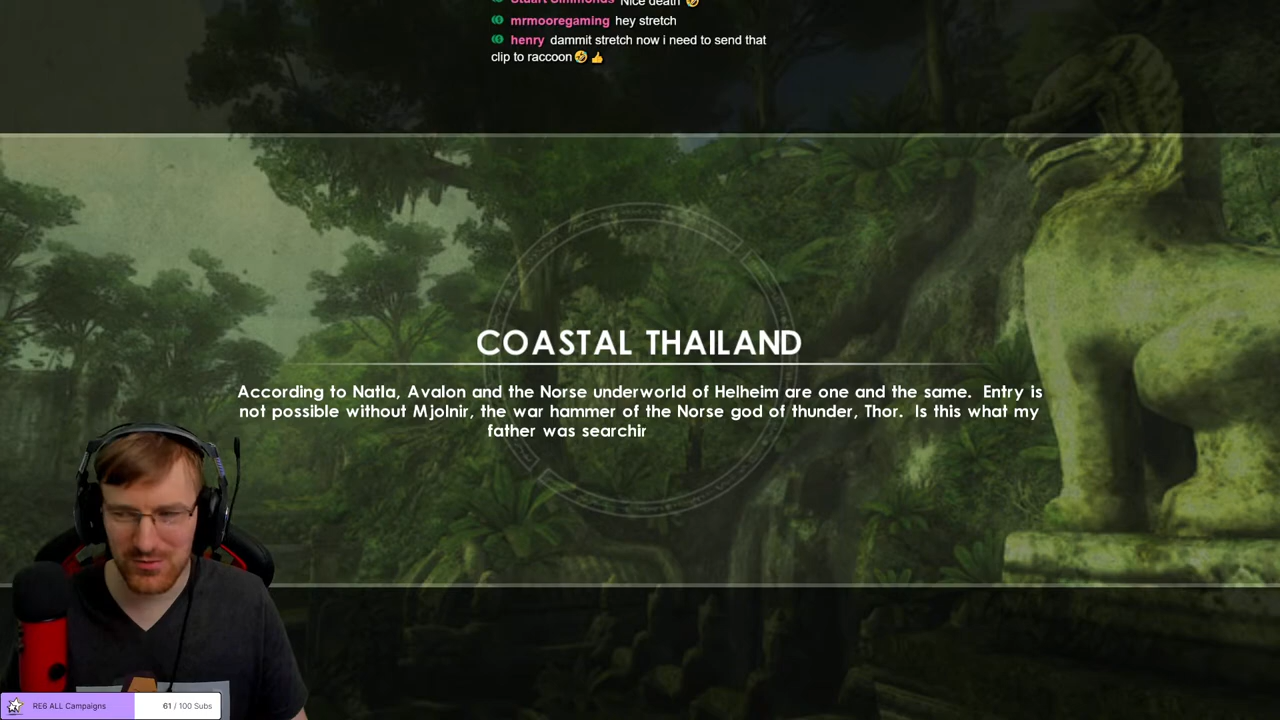 Stuart Simmonds Nice death 🤣
mrmooregaming hey stretch
henry dammit stretch now i need to send that
clip to raccoon🤣👍
COASTAL THAILAND
According to Natla, Avalon and the Norse underworld of Helheim are one and the same. Entry is
not possible without Mjolnir, the war hammer of the Norse god of thunder, Thor. Is this what my
father was searchir
RE6 ALL Campaigns 61 / 100 Subs